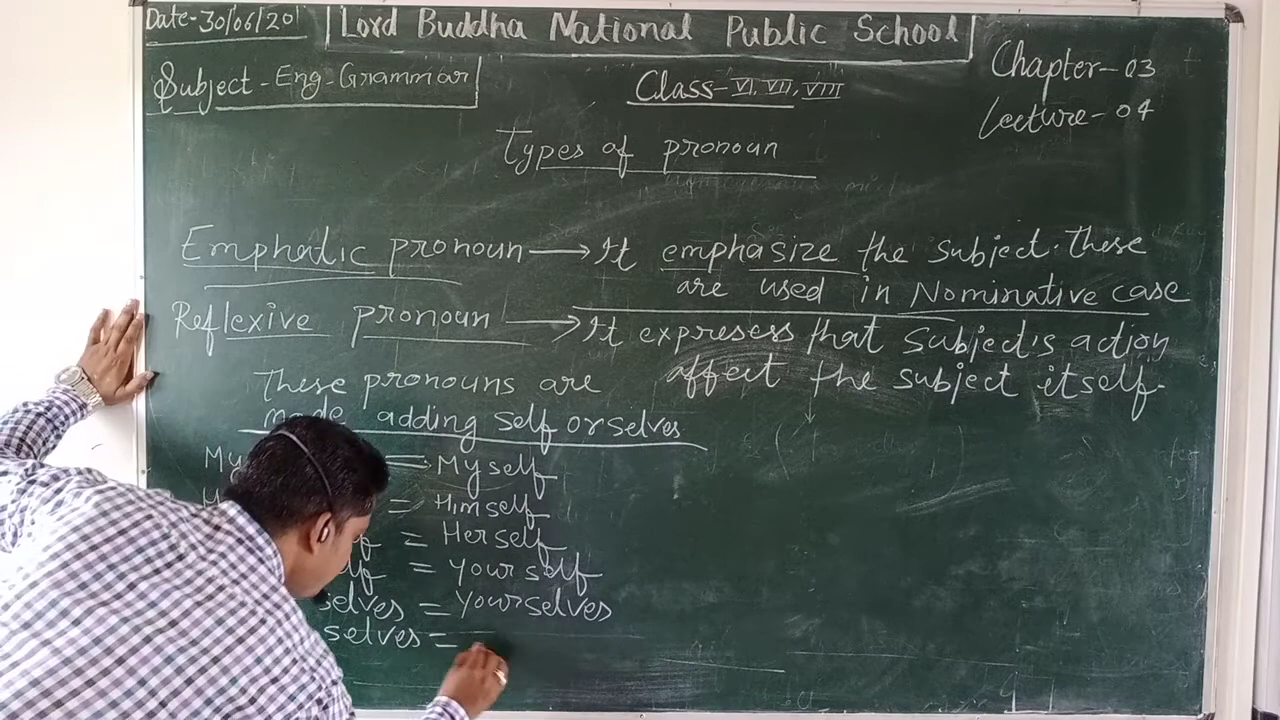 Date-30/06/20
Lord Buddha National Public School
Subject-Eng-Grammar
Class-VI, VII, VIII
Chapter-03
Lecture-04
Types of pronoun
Emphatic pronoun → It emphasize the subject. These
are used in Nominative case
Reflexive pronoun → It expresess that Subject's action
affect the subject itself.
These pronouns are
made adding self or selves
My = Myself
= Himself
= Herself
= yourself
selves = yourselves
selves =